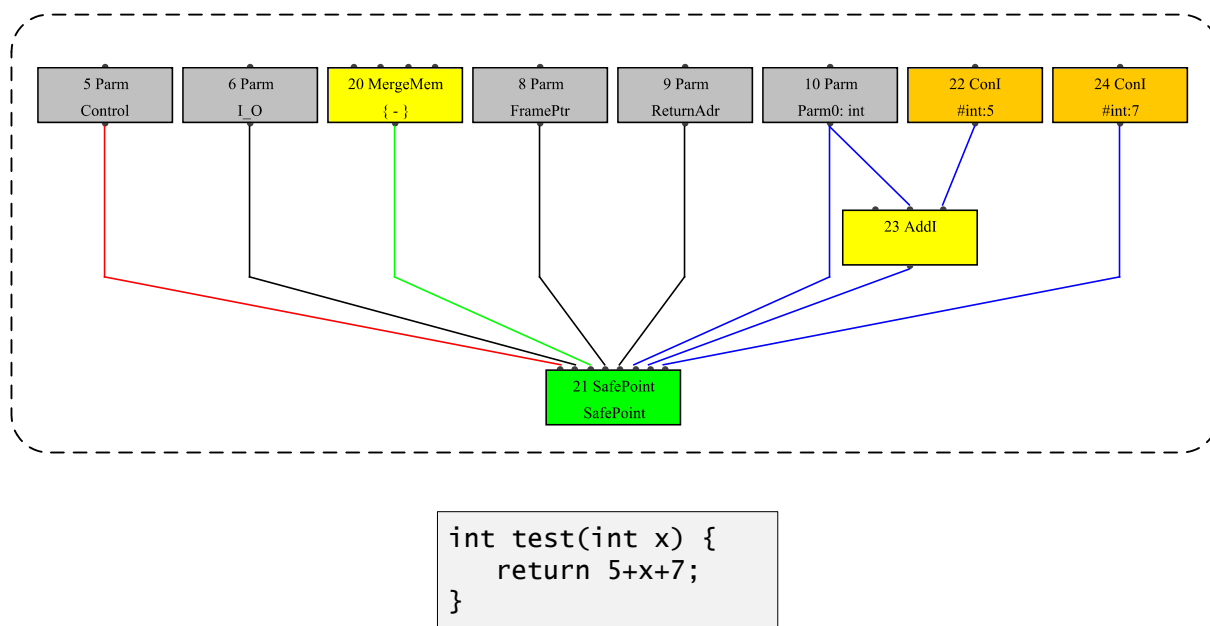 5 Parm
Control
6 Parm
I_O
20 MergeMem
{ - }
8 Parm
FramePtr
9 Parm
ReturnAdr
10 Parm
Parm0: int
22 ConI
#int:5
24 ConI
#int:7
23 AddI
21 SafePoint
SafePoint
int test(int x) {
   return 5+x+7;
}